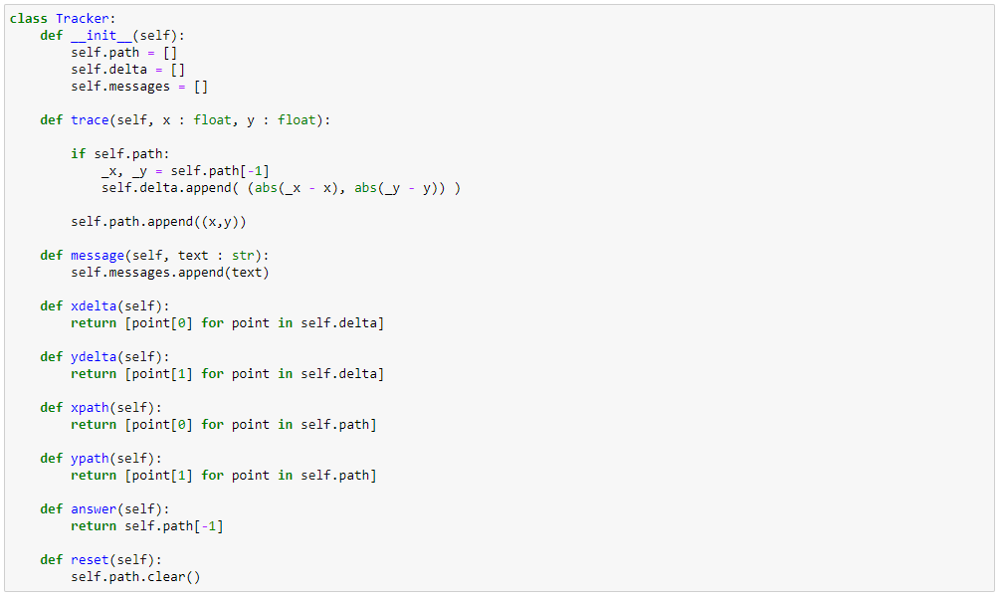 class Tracker:
    def __init__(self):
        self.path = []
        self.delta = []
        self.messages = []

    def trace(self, x : float, y : float):

        if self.path:
            _x, _y = self.path[-1]
            self.delta.append( (abs(_x - x), abs(_y - y)) )

        self.path.append((x,y))

    def message(self, text : str):
        self.messages.append(text)

    def xdelta(self):
        return [point[0] for point in self.delta]

    def ydelta(self):
        return [point[1] for point in self.delta]

    def xpath(self):
        return [point[0] for point in self.path]

    def ypath(self):
        return [point[1] for point in self.path]

    def answer(self):
        return self.path[-1]

    def reset(self):
        self.path.clear()